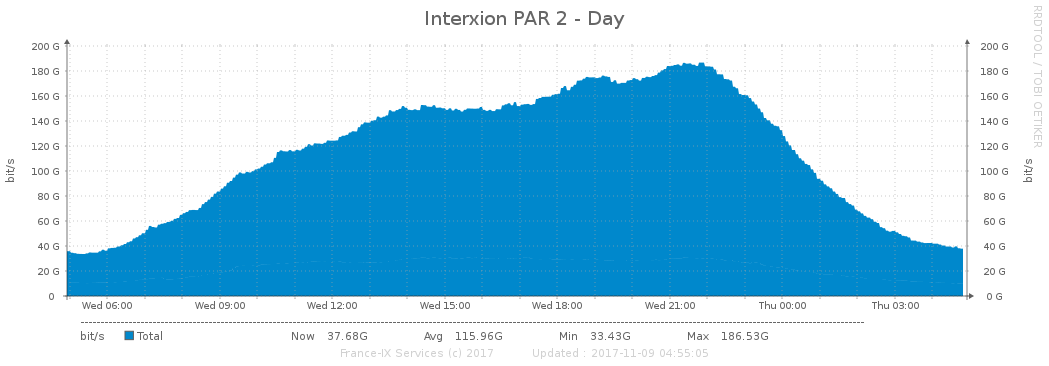 Interxion PAR 2 - Day
RRDTOOL / TOBI OETIKER
bit/s
200 G 200 G
180 G 180 G
160 G 160 G
140 G 140 G
120 G 120 G
100 G 100 G
80 G 80 G
60 G 60 G
40 G 40 G
20 G 20 G
0 0 G
bit/s
Wed 06:00 Wed 09:00 Wed 12:00 Wed 15:00 Wed 18:00 Wed 21:00 Thu 00:00 Thu 03:00
bit/s Total Now 37.68G Avg 115.96G Min 33.43G Max 186.53G
France-IX Services (c) 2017 Updated : 2017-11-09 04:55:05